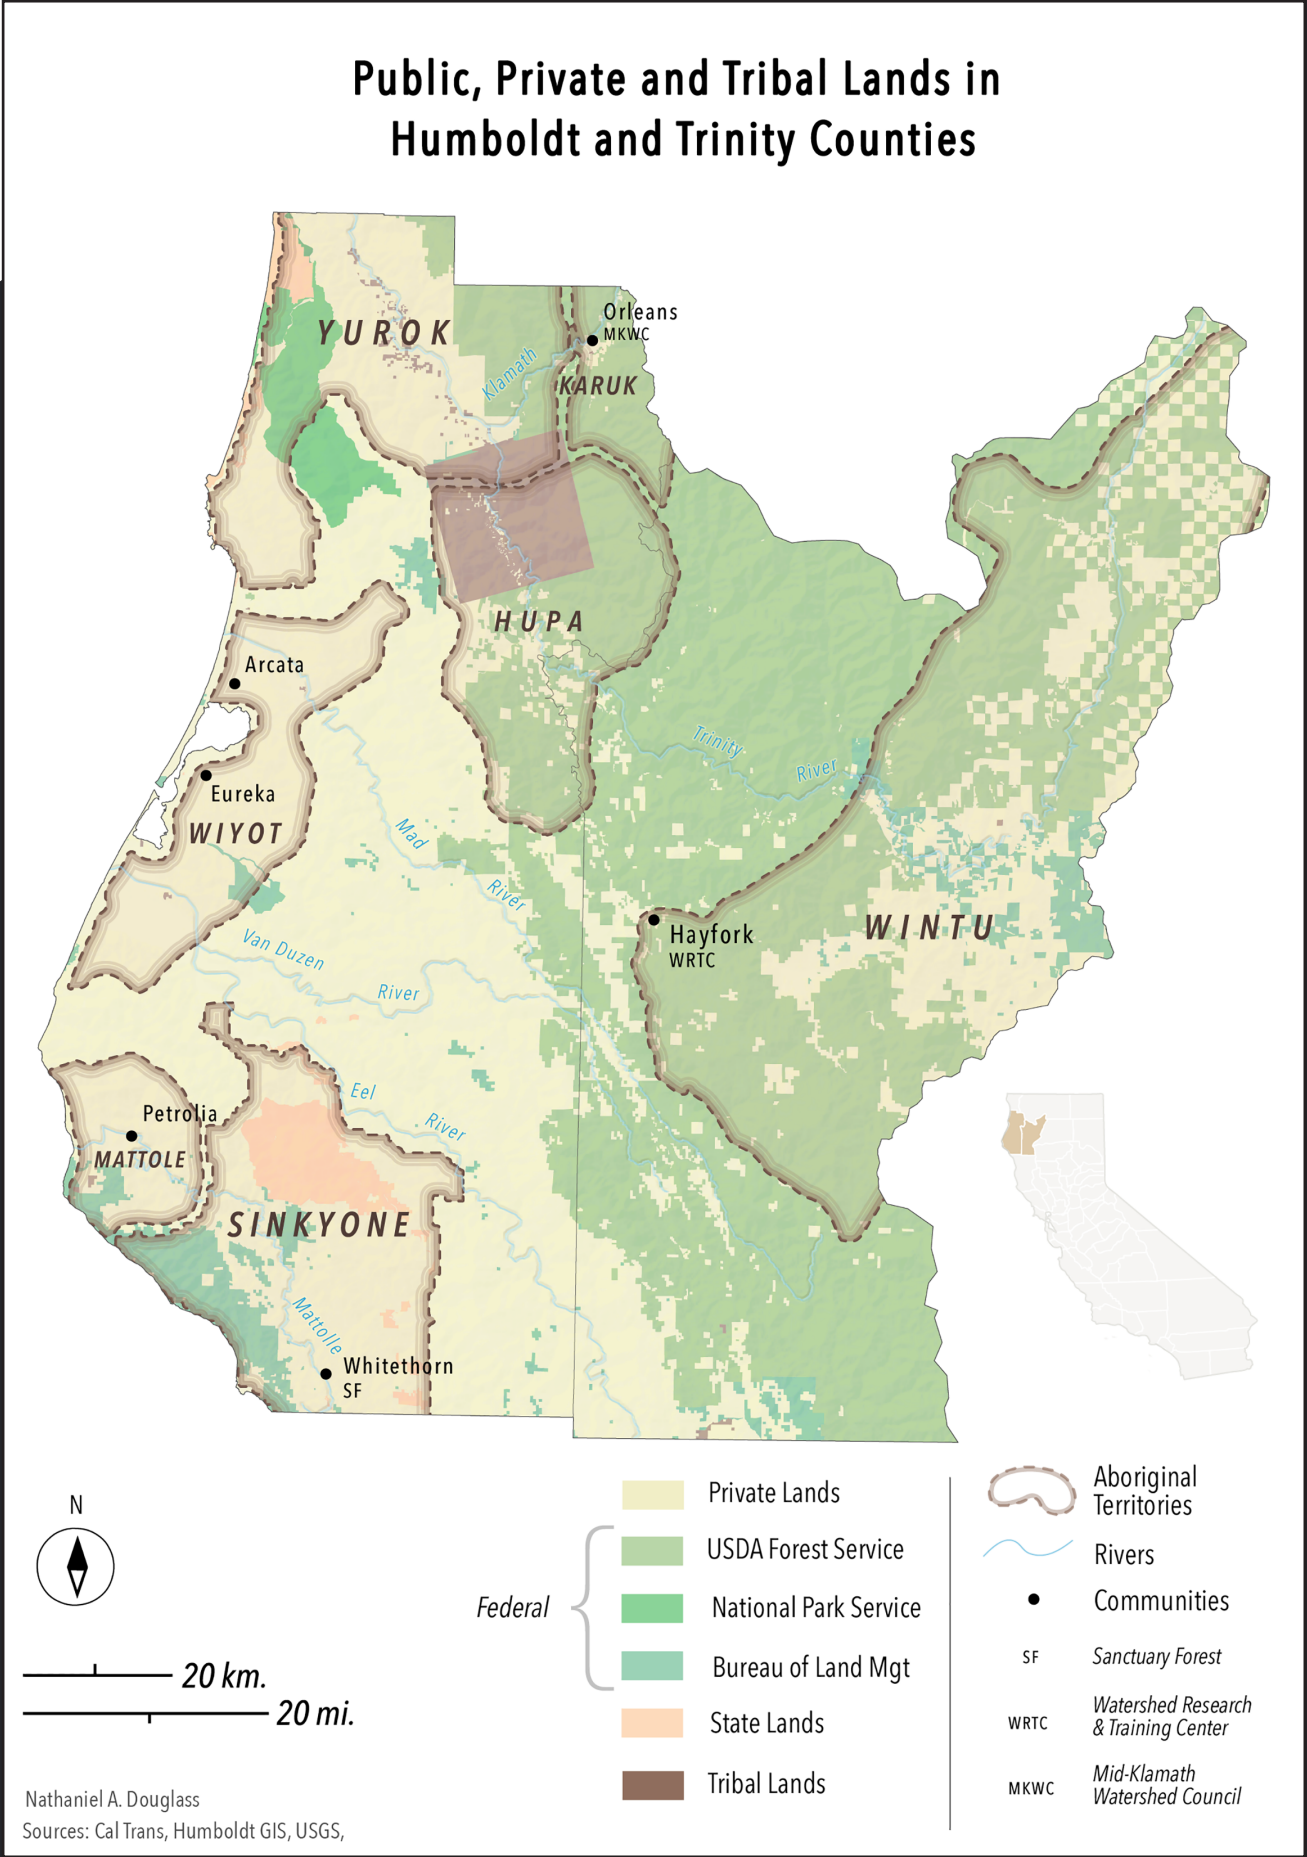 Public, Private and Tribal Lands in
Humboldt and Trinity Counties
YUROK
Orleans
MKWC
Klamath
KARUK
HUPA
Arcata
Trinity
River
Eureka
WIYOT
Mad
River
Hayfork
WRTC
WINTU
Van Duzen
River
Eel
River
Petrolia
MATTOLE
SINKYONE
Mattolle
Whitethorn
SF
N
20 km.
20 mi.
Nathaniel A. Douglass
Sources: Cal Trans, Humboldt GIS, USGS,
Private Lands
Federal
USDA Forest Service
National Park Service
Bureau of Land Mgt
State Lands
Tribal Lands
Aboriginal
Territories
Rivers
Communities
SF Sanctuary Forest
WRTC Watershed Research
& Training Center
MKWC Mid-Klamath
Watershed Council